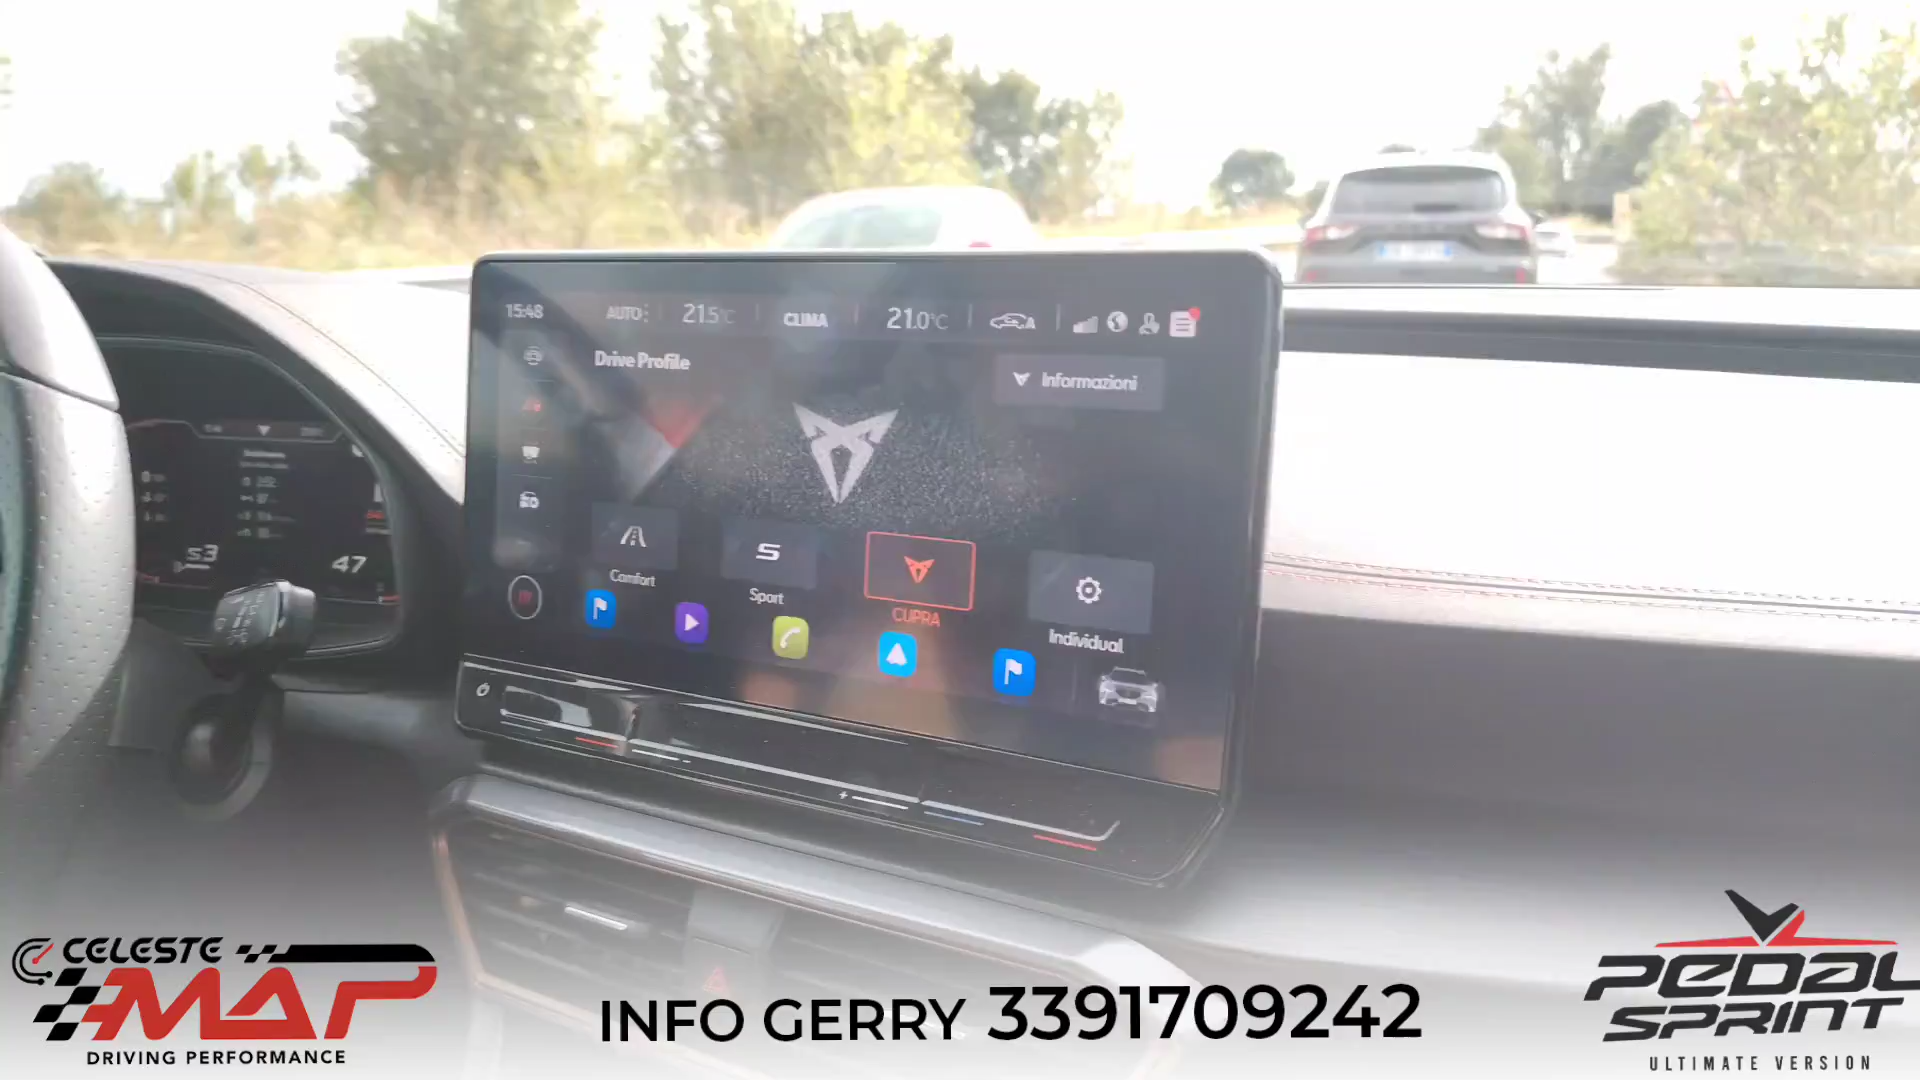 15:48 AUTO 21.5°C CLIMA 21.0°C A
Drive Profile
Informazioni
S
Comfort
Sport
CUPRA
Individual
S3
47
CELESTE
MAP
DRIVING PERFORMANCE
INFO GERRY 3391709242
PEDAL
SPRINT
ULTIMATE VERSION